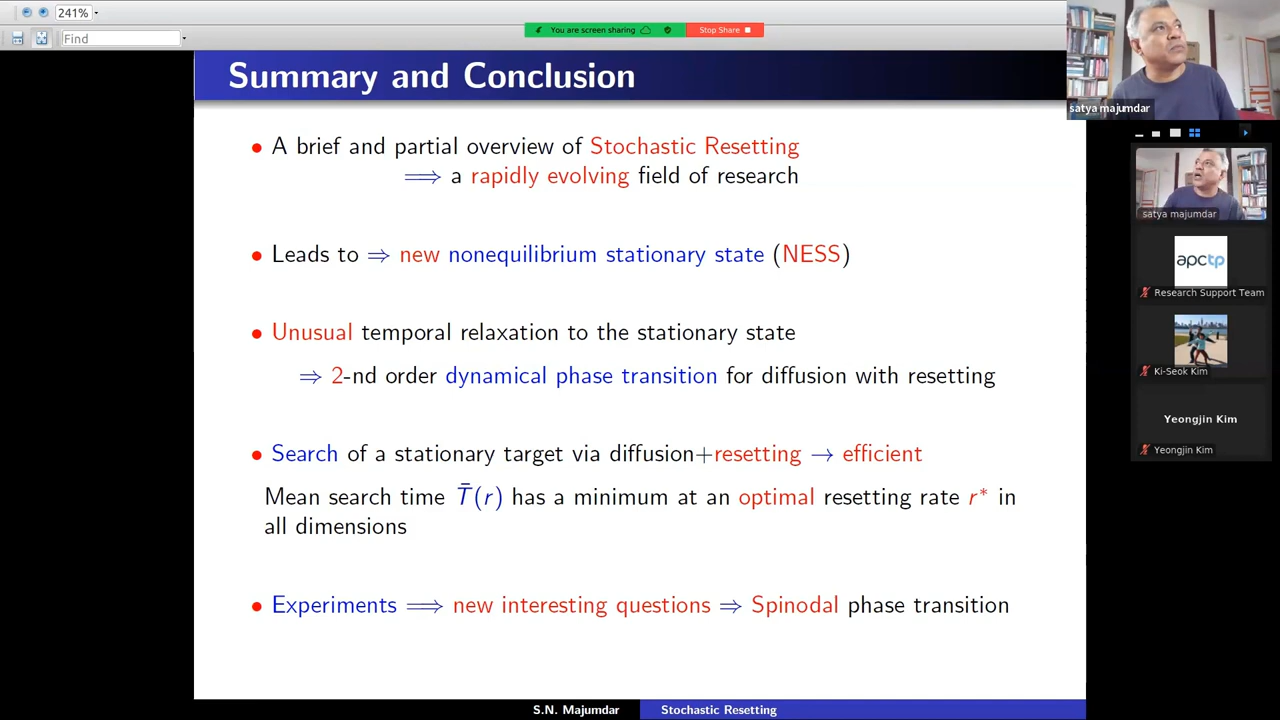 241%
You are screen sharing
Stop Share
Find
Summary and Conclusion
satya majumdar
• A brief and partial overview of Stochastic Resetting
⟹ a rapidly evolving field of research
• Leads to ⇒ new nonequilibrium stationary state (NESS)
• Unusual temporal relaxation to the stationary state
⇒ 2-nd order dynamical phase transition for diffusion with resetting
• Search of a stationary target via diffusion+resetting → efficient
Mean search time T̄(r) has a minimum at an optimal resetting rate r* in
all dimensions
• Experiments ⟹ new interesting questions ⇒ Spinodal phase transition
S.N. Majumdar
Stochastic Resetting
satya majumdar
apctp
Research Support Team
Ki-Seok Kim
Yeongjin Kim
Yeongjin Kim